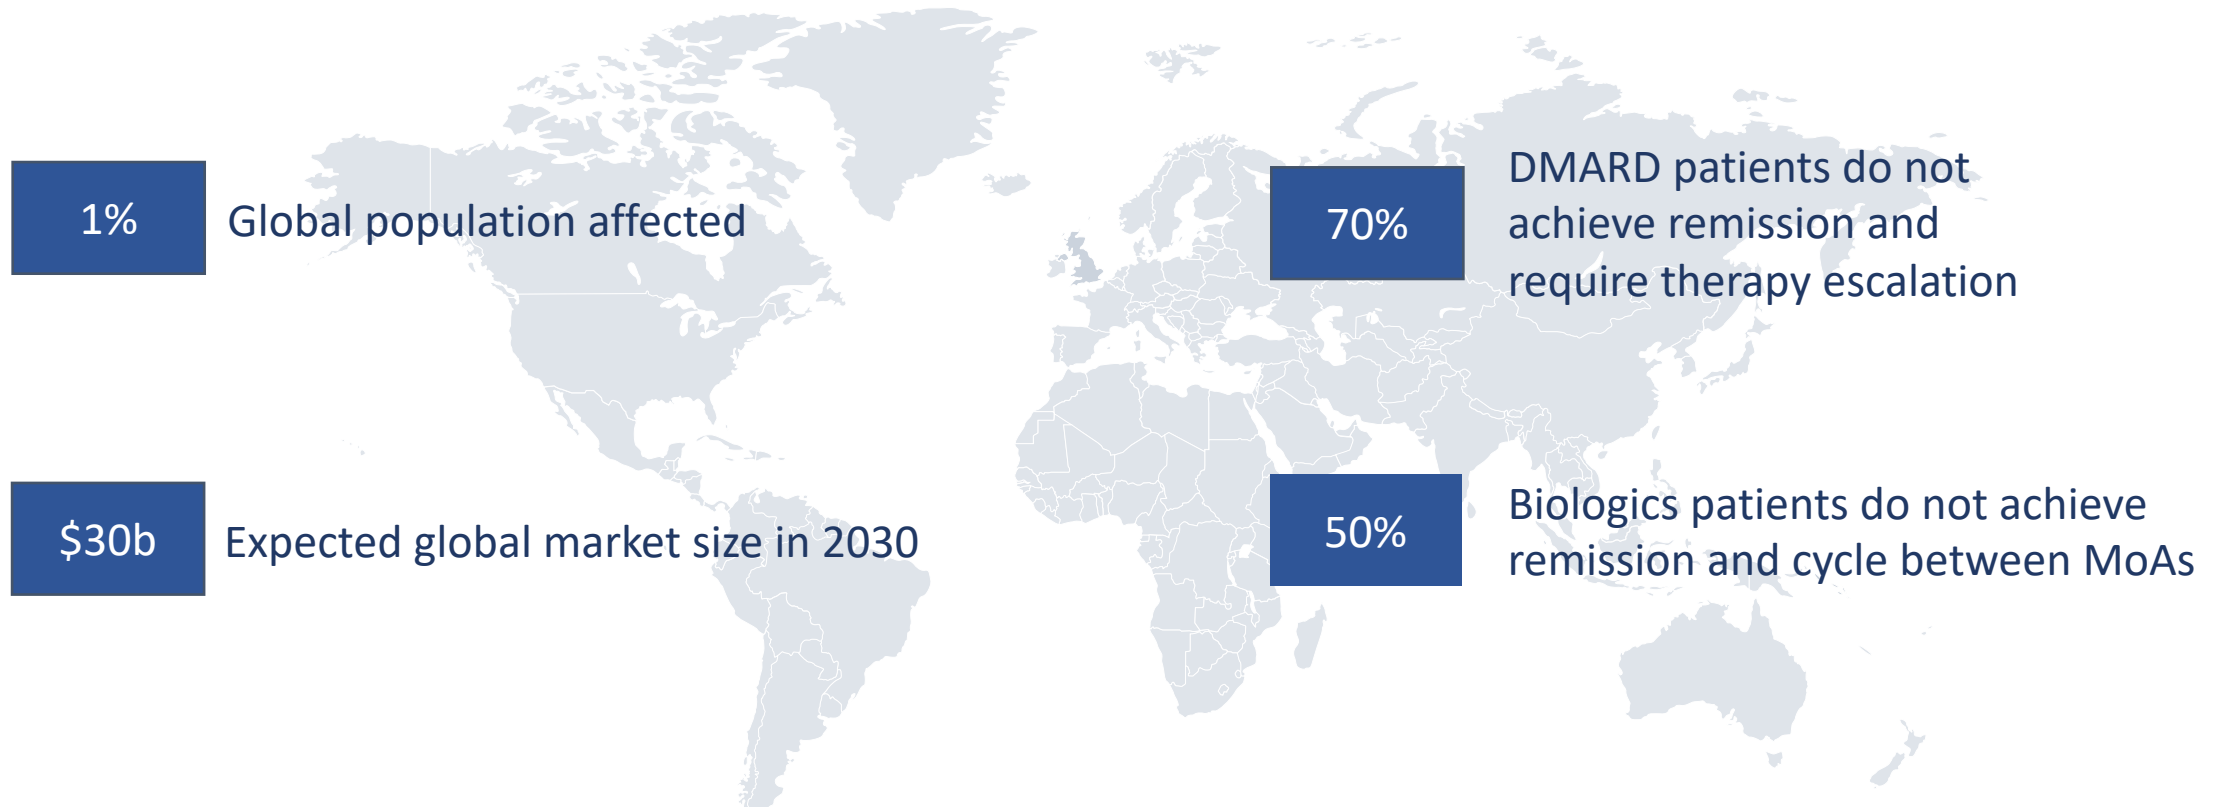 1%
Global population affected
$30b
Expected global market size in 2030
70%
DMARD patients do not
achieve remission and
require therapy escalation
50%
Biologics patients do not achieve
remission and cycle between MoAs